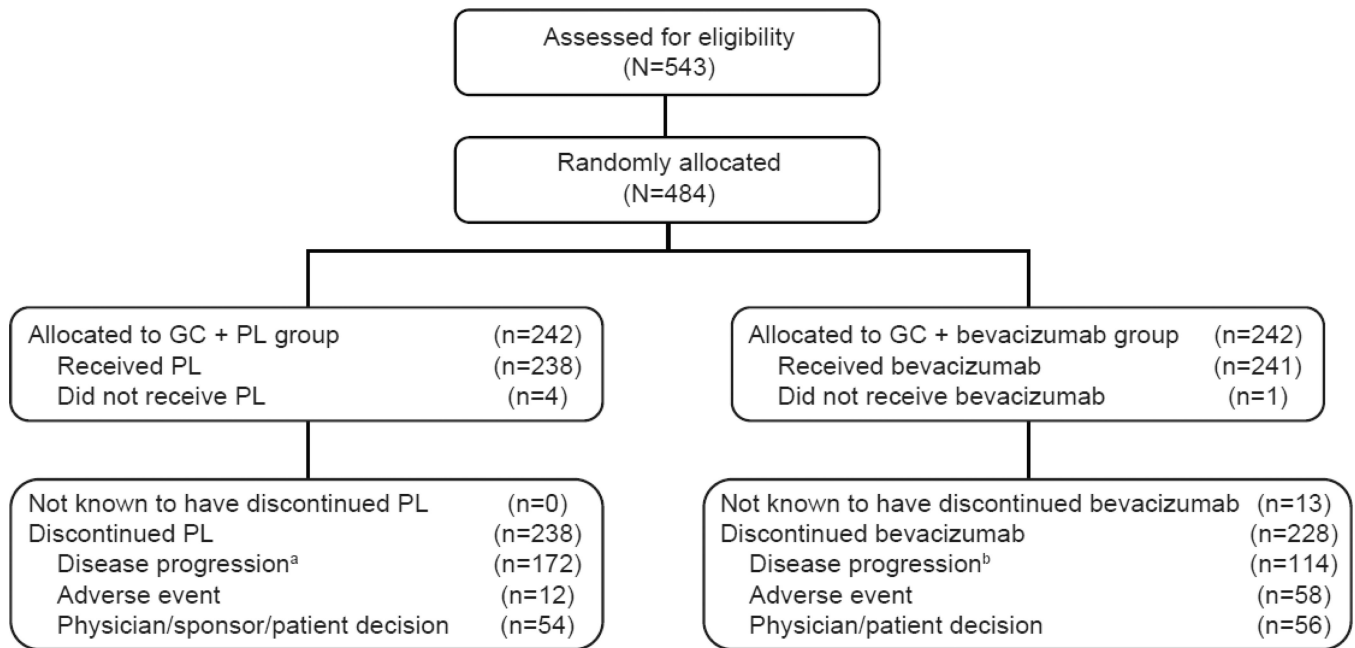 Assessed for eligibility
(N=543)
Randomly allocated
(N=484)
Allocated to GC + PL group (n=242)
Received PL (n=238)
Did not receive PL (n=4)
Allocated to GC + bevacizumab group (n=242)
Received bevacizumab (n=241)
Did not receive bevacizumab (n=1)
Not known to have discontinued PL (n=0)
Discontinued PL (n=238)
Disease progressionᵃ (n=172)
Adverse event (n=12)
Physician/sponsor/patient decision (n=54)
Not known to have discontinued bevacizumab (n=13)
Discontinued bevacizumab (n=228)
Disease progressionᵇ (n=114)
Adverse event (n=58)
Physician/patient decision (n=56)